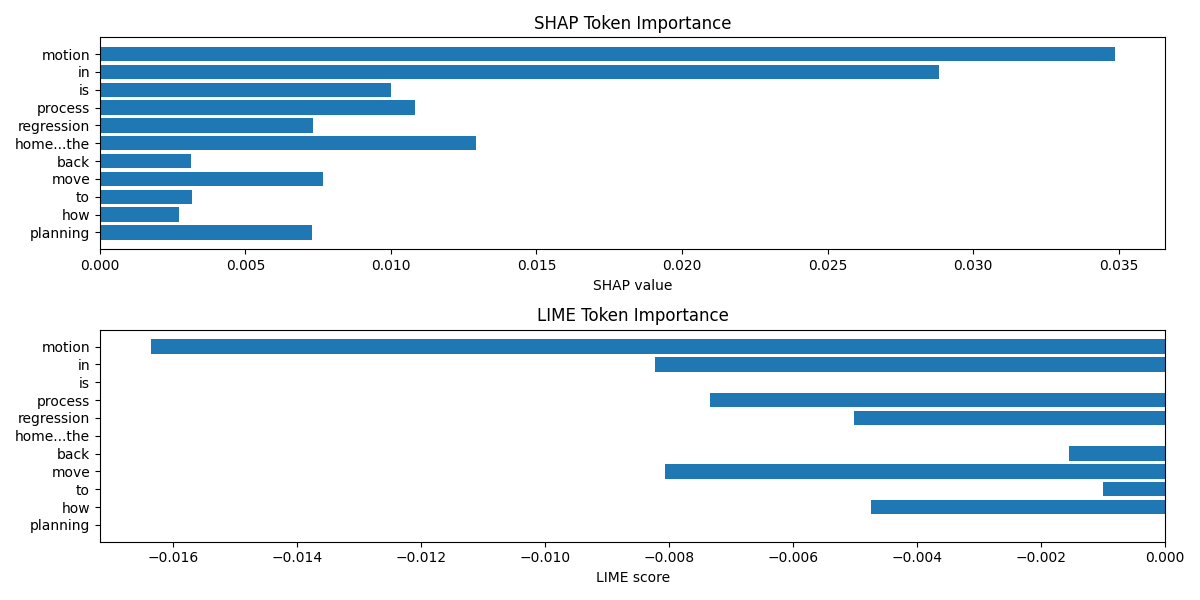 SHAP Token Importance
motion
in
is
process
regression
home...the
back
move
to
how
planning
0.000 0.005 0.010 0.015 0.020 0.025 0.030 0.035
SHAP value
LIME Token Importance
motion
in
is
process
regression
home...the
back
move
to
how
planning
−0.016 −0.014 −0.012 −0.010 −0.008 −0.006 −0.004 −0.002 0.000
LIME score